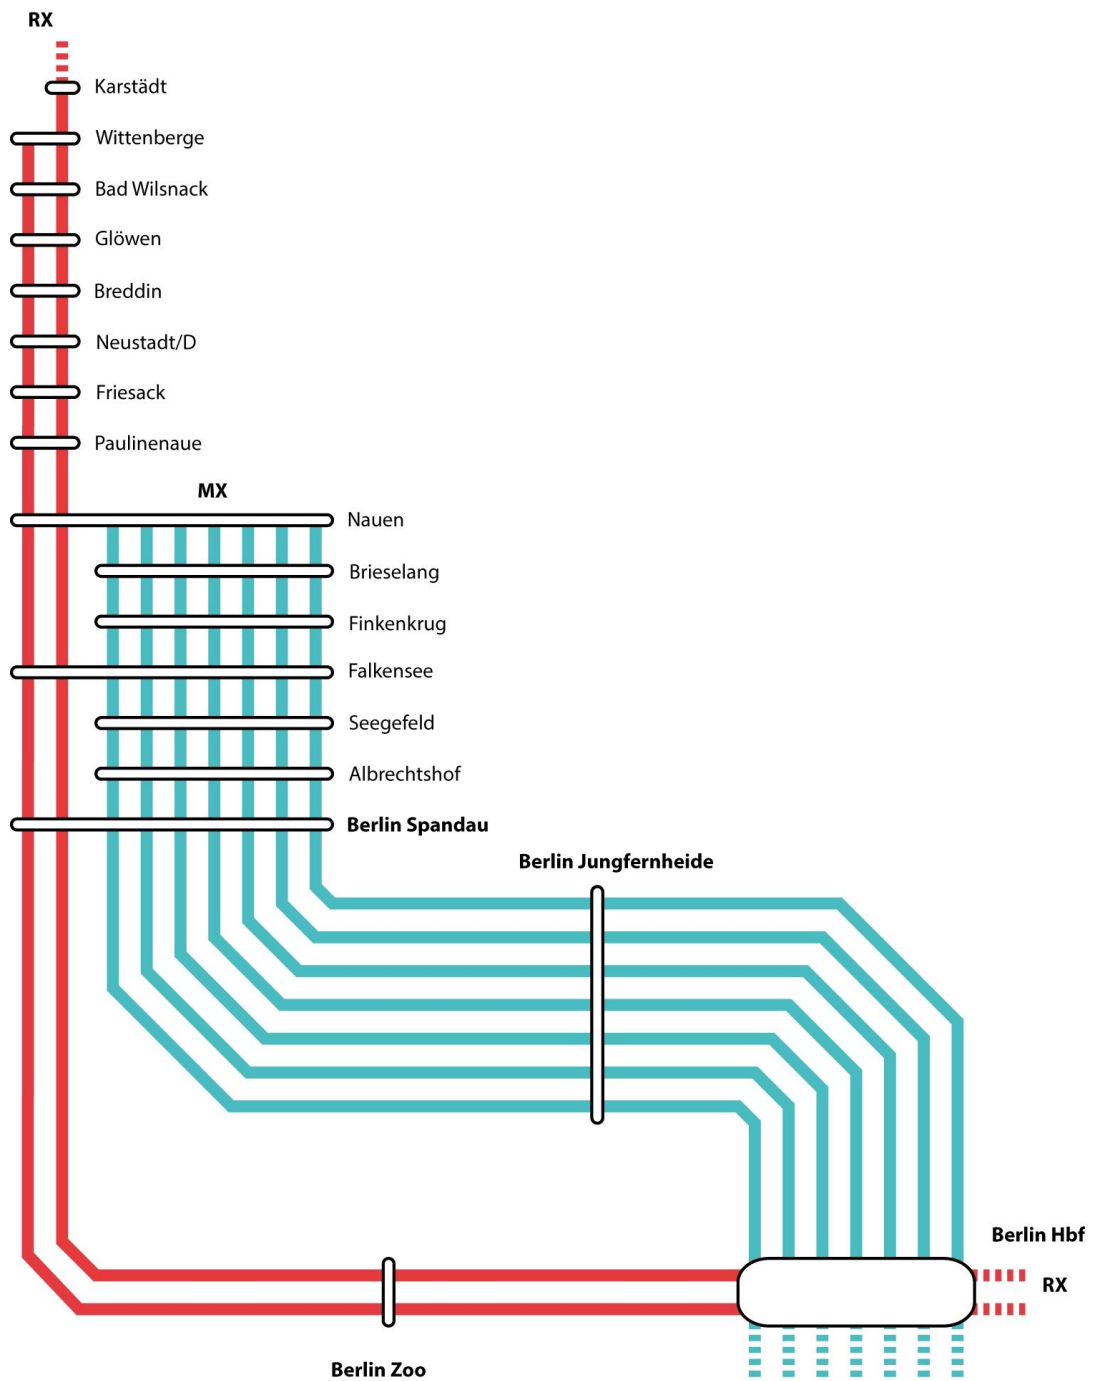 RX
Karstädt
Wittenberge
Bad Wilsnack
Glöwen
Breddin
Neustadt/D
Friesack
Paulinenaue
MX
Nauen
Brieselang
Finkenkrug
Falkensee
Seegefeld
Albrechtshof
Berlin Spandau
Berlin Jungfernheide
Berlin Hbf
RX
Berlin Zoo